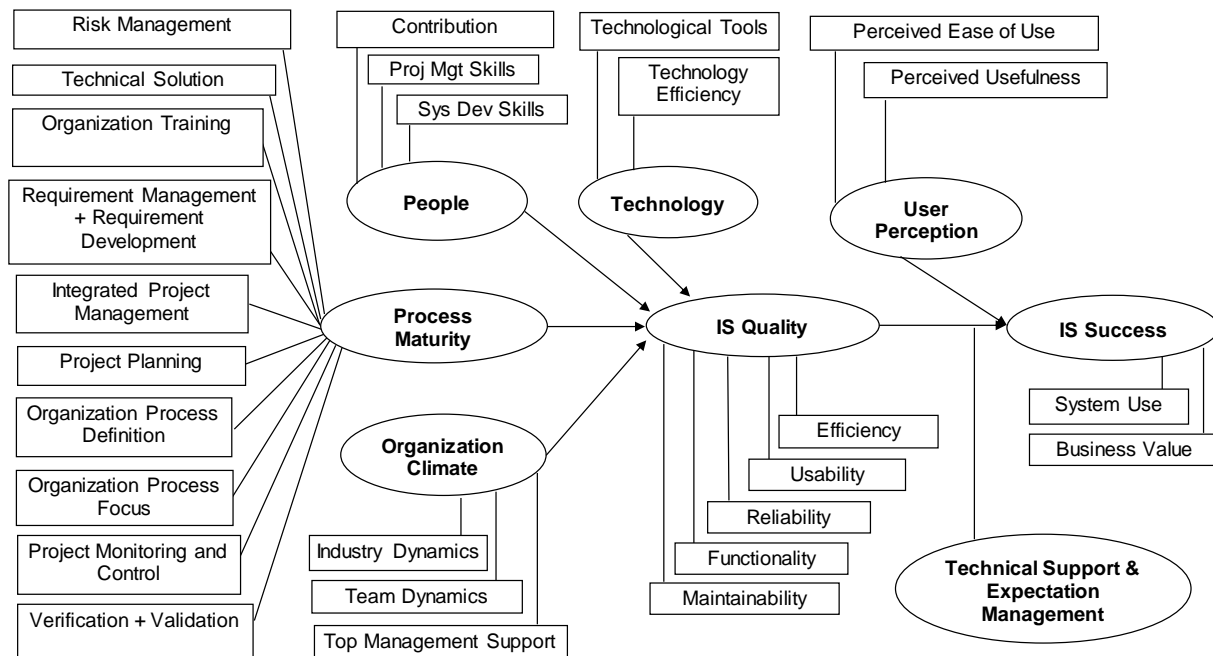 Risk Management
Technical Solution
Organization Training
Requirement Management
+ Requirement
Development
Integrated Project
Management
Project Planning
Organization Process
Definition
Organization Process
Focus
Project Monitoring and
Control
Verification + Validation
Contribution
Proj Mgt Skills
Sys Dev Skills
People
Process
Maturity
Organization
Climate
Industry Dynamics
Team Dynamics
Top Management Support
Technological Tools
Technology
Efficiency
Technology
IS Quality
Efficiency
Usability
Reliability
Functionality
Maintainability
Perceived Ease of Use
Perceived Usefulness
User
Perception
IS Success
System Use
Business Value
Technical Support &
Expectation
Management